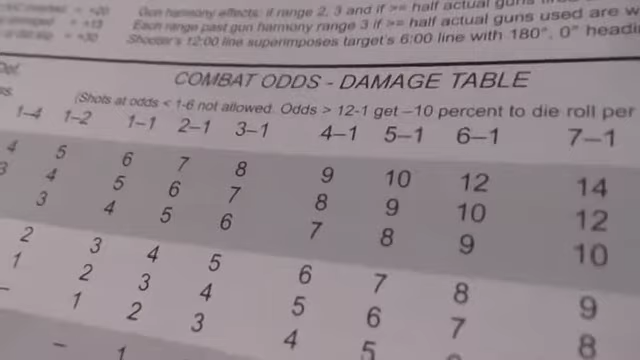 = +20 Gun harmony effects: if range 2, 3 and if >= half actual guns
= +15 Each range past gun harmony range 3 if >= half actual guns used are w
= +30 Shooter's 12:00 line superimposes target's 6:00 line with 180°, 0° headi
COMBAT ODDS - DAMAGE TABLE
Def. (Shots at odds < 1-6 not allowed. Odds > 12-1 get –10 percent to die roll per
1–4 1–2 1–1 2–1 3–1 4–1 5–1 6–1 7–1
4 5 6 7 8 9 10 12 14
3 4 5 6 7 8 9 10 12
3 4 5 6 7 8 9 10
2 3 4 5 6 7 8 9
1 2 3 4 5 6 7 8
– 1 2 3 4 5
– 1